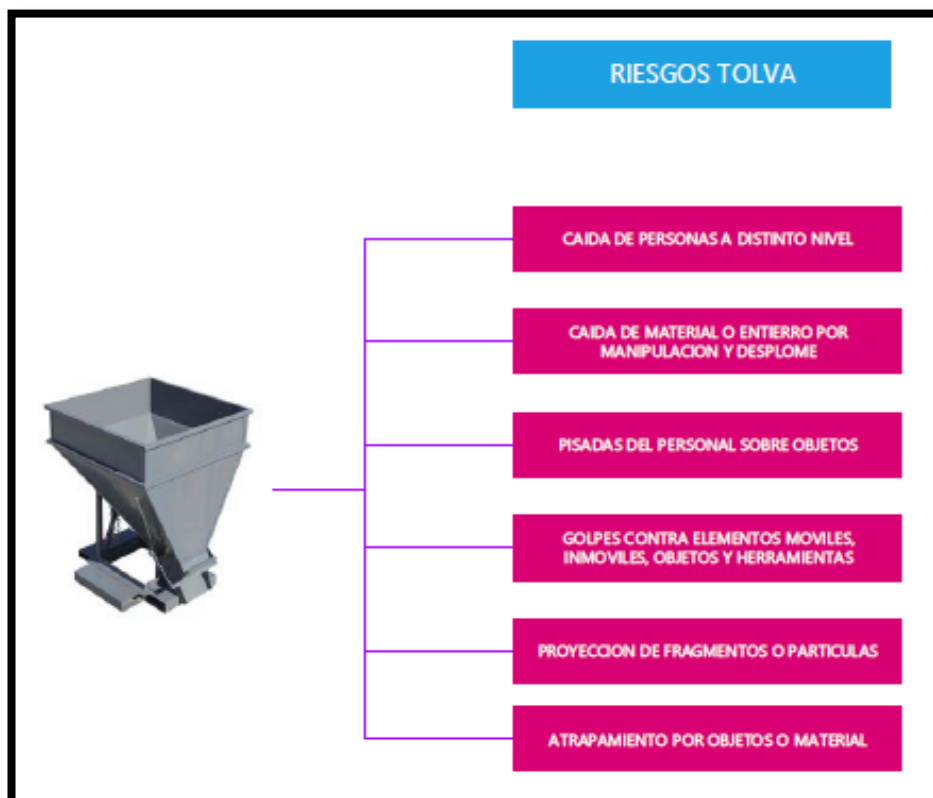 RIESGOS TOLVA
CAIDA DE PERSONAS A DISTINTO NIVEL
CAIDA DE MATERIAL O ENTIERRO POR
MANIPULACION Y DESPLOME
PISADAS DEL PERSONAL SOBRE OBJETOS
GOLPES CONTRA ELEMENTOS MOVILES,
INMOVILES, OBJETOS Y HERRAMIENTAS
PROYECCION DE FRAGMENTOS O PARTICULAS
ATRAPAMIENTO POR OBJETOS O MATERIAL